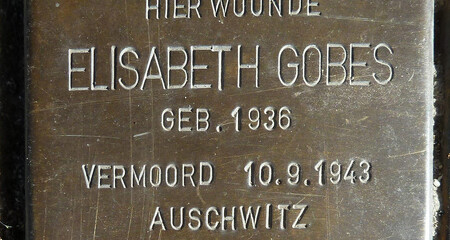 HIER WOONDE
ELISABETH GOBES
GEB. 1936
VERMOORD 10.9.1943
AUSCHWITZ